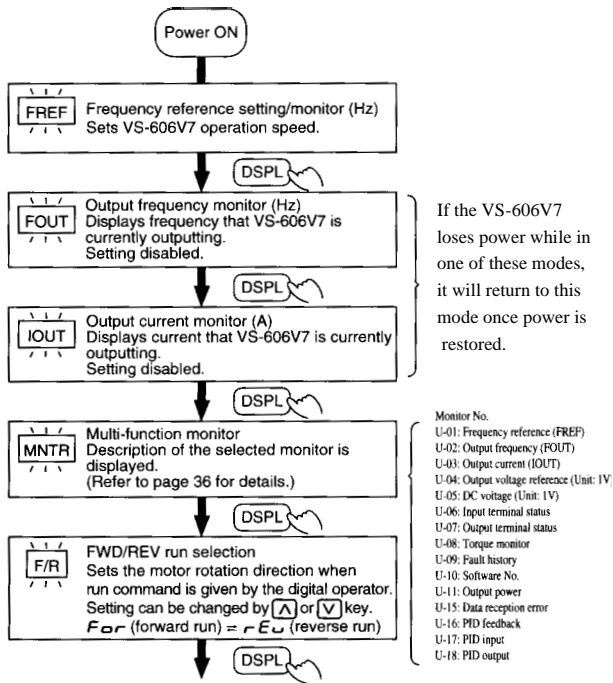 Power ON
FREF
Frequency reference setting/monitor (Hz)
Sets VS-606V7 operation speed.
DSPL
FOUT
Output frequency monitor (Hz)
Displays frequency that VS-606V7 is
currently outputting.
Setting disabled.
DSPL
IOUT
Output current monitor (A)
Displays current that VS-606V7 is currently
outputting.
Setting disabled.
If the VS-606V7
loses power while in
one of these modes,
it will return to this
mode once power is
restored.
DSPL
MNTR
Multi-function monitor
Description of the selected monitor is
displayed.
(Refer to page 36 for details.)
DSPL
F/R
FWD/REV run selection
Sets the motor rotation direction when
run command is given by the digital operator.
Setting can be changed by ∧ or ∨ key.
For (forward run) = rEu (reverse run)
DSPL
Monitor No.
U-01: Frequency reference (FREF)
U-02: Output frequency (FOUT)
U-03: Output current (IOUT)
U-04: Output voltage reference (Unit: 1V)
U-05: DC voltage (Unit: 1V)
U-06: Input terminal status
U-07: Output terminal status
U-08: Torque monitor
U-09: Fault history
U-10: Software No.
U-11: Output power
U-15: Data reception error
U-16: PID feedback
U-17: PID input
U-18: PID output